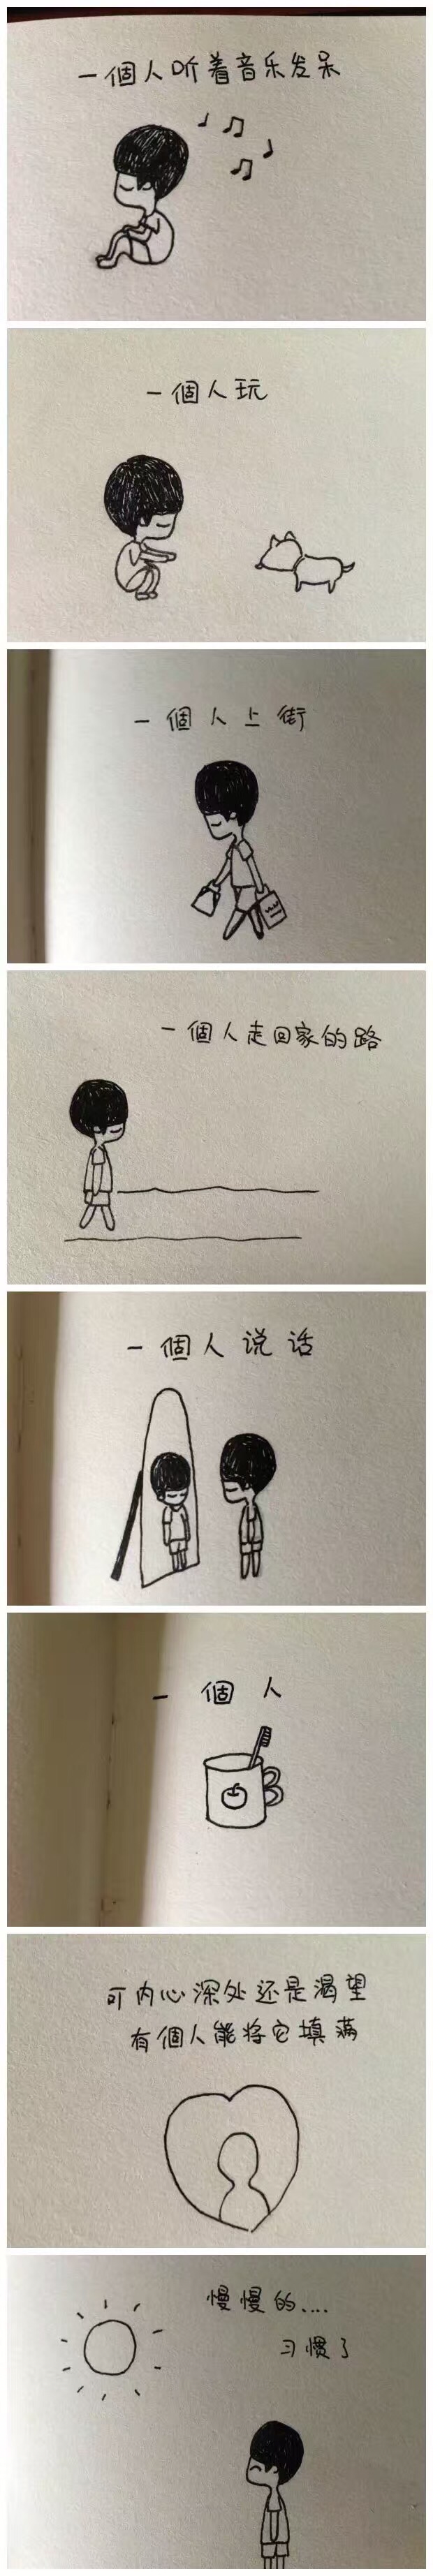 一個人听着音乐发呆
一個人玩
一個人上街
一個人走回家的路
一個人说话
一個人
可内心深处还是渴望
有個人能将它填满
慢慢的....
习惯了